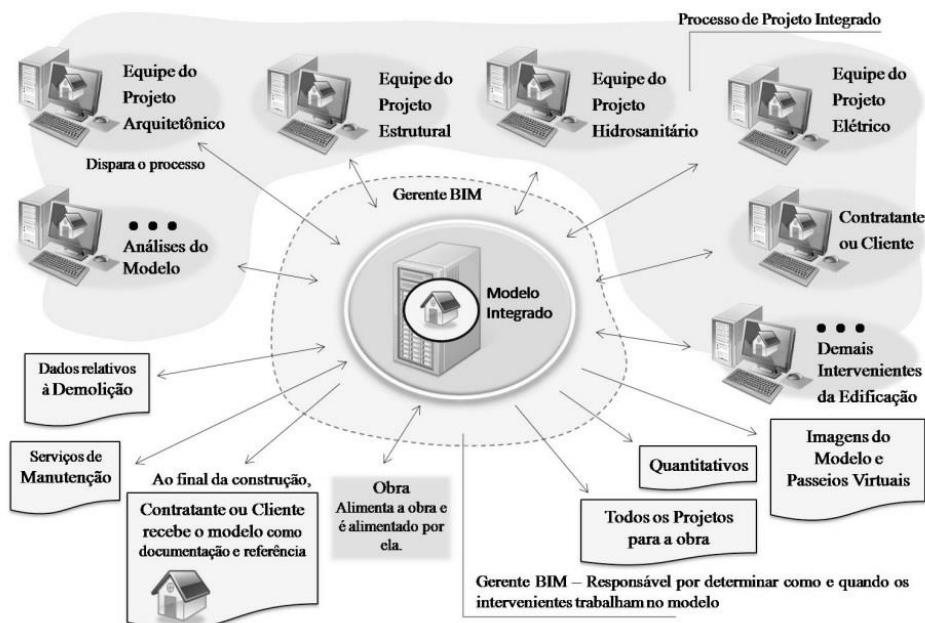 Processo de Projeto Integrado
Equipe do
Projeto
Arquitetônico
Equipe do
Projeto
Estrutural
Equipe do
Projeto
Hidrosanitário
Equipe do
Projeto
Elétrico
Dispara o processo
Gerente BIM
• • •
Análises do
Modelo
Contratante
ou Cliente
Modelo
Integrado
• • •
Demais
Intervenientes
da Edificação
Dados relativos
à Demolição
Serviços de
Manutenção
Ao final da construção,
Contratante ou Cliente
recebe o modelo como
documentação e referência
Obra
Alimenta a obra e
é alimentado por
ela.
Todos os Projetos
para a obra
Quantitativos
Imagens do
Modelo e
Passeios Virtuais
Gerente BIM – Responsável por determinar como e quando os
intervenientes trabalham no modelo